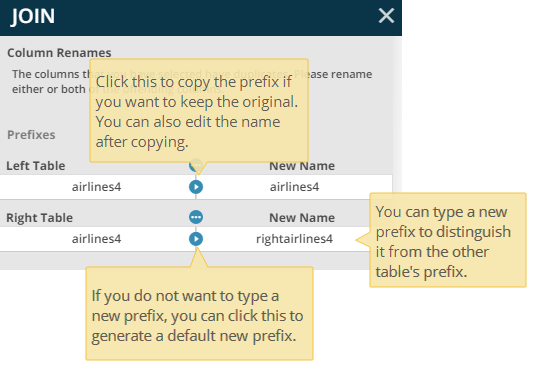 JOIN
Column Renames
The columns that Please rename
either or both
Click this to copy the prefix if
you want to keep the original.
You can also edit the name
after copying.
Prefixes
Left Table New Name
airlines4 airlines4
Right Table New Name
airlines4 rightairlines4
You can type a new
prefix to distinguish
it from the other
table's prefix.
If you do not want to type a
new prefix, you can click this to
generate a default new prefix.